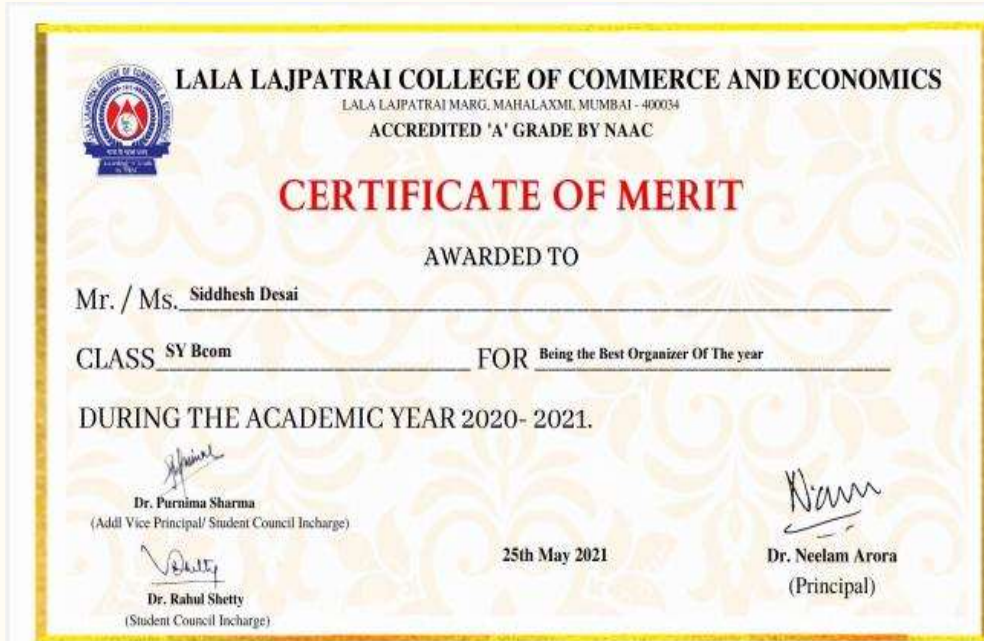 LALA LAJPATRAI COLLEGE OF COMMERCE AND ECONOMICS
LALA LAJPATRAI MARG, MAHALAXMI, MUMBAI - 400034
ACCREDITED 'A' GRADE BY NAAC
CERTIFICATE OF MERIT
AWARDED TO
Mr. / Ms. Siddhesh Desai
CLASS SY Bcom FOR Being the Best Organizer Of The year
DURING THE ACADEMIC YEAR 2020- 2021.
Dr. Purnima Sharma
(Addl Vice Principal/ Student Council Incharge)
Dr. Rahul Shetty
(Student Council Incharge)
25th May 2021
Dr. Neelam Arora
(Principal)